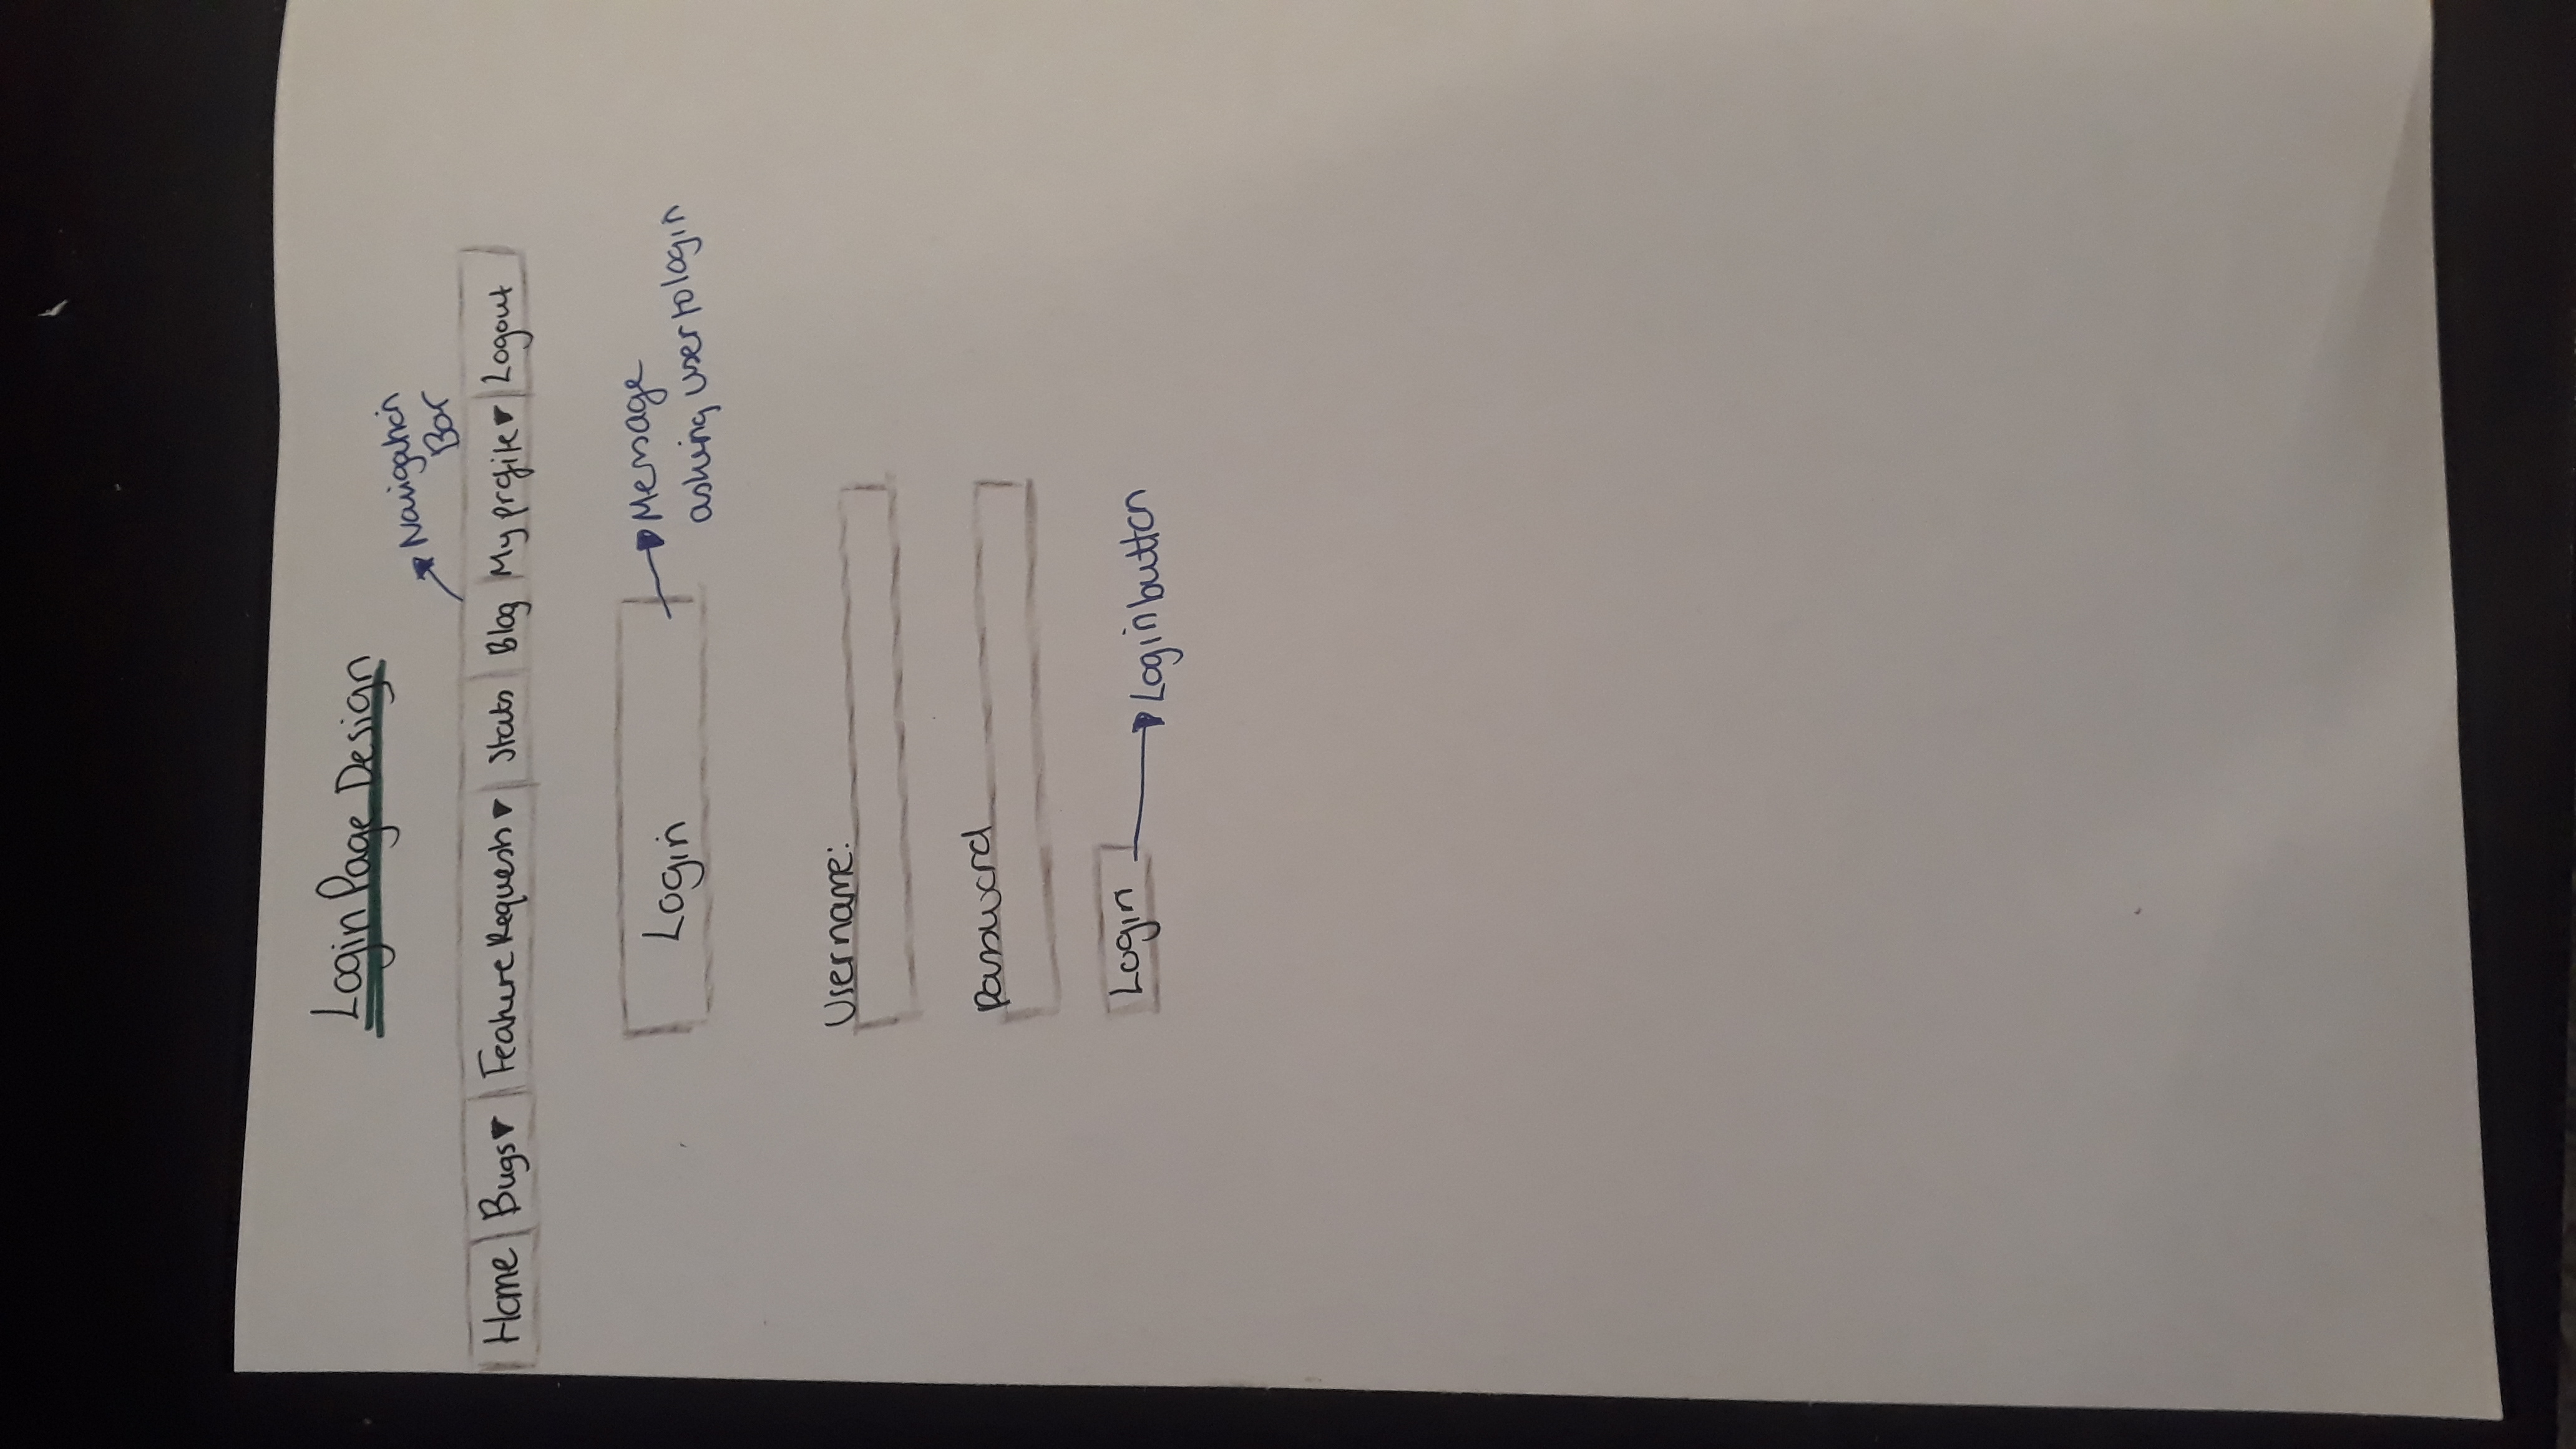 Login Page Design
Navigation
Bar
Home Bugs▼ Feature Requests▼ Stats Blog My profile▼ Logout
Login
Message
asking user to login
Username:
password
Login
Login button